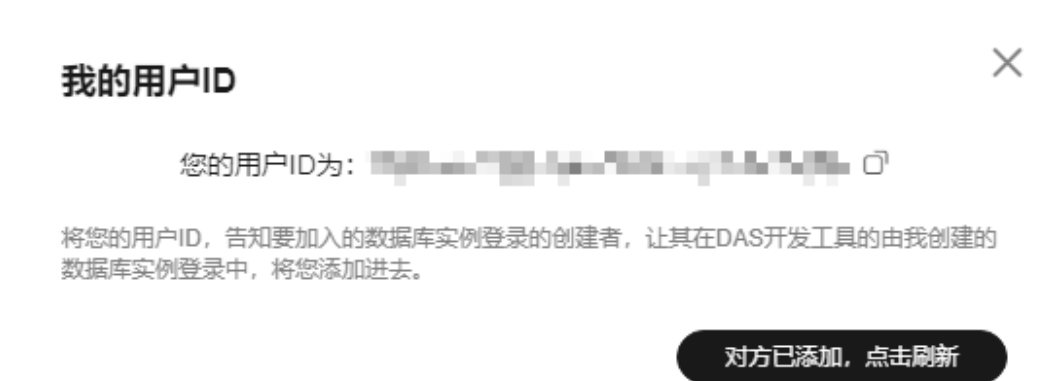 我的用户ID
您的用户ID为：
将您的用户ID，告知要加入的数据库实例登录的创建者，让其在DAS开发工具的由我创建的
数据库实例登录中，将您添加进去。
对方已添加，点击刷新